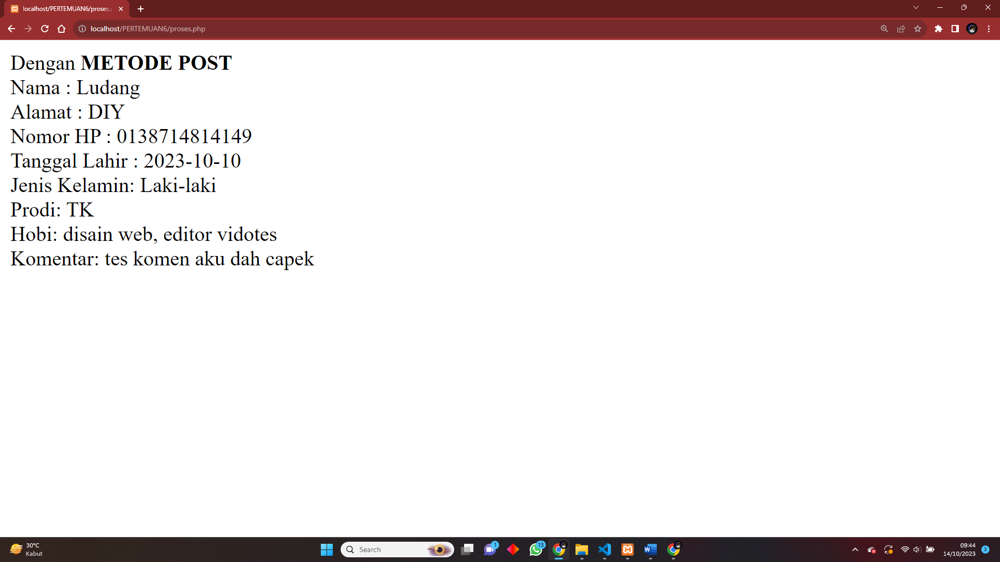 localhost/PERTEMUAN6/proses.p
localhost/PERTEMUAN6/proses.php
Dengan METODE POST
Nama : Ludang
Alamat : DIY
Nomor HP : 0138714814149
Tanggal Lahir : 2023-10-10
Jenis Kelamin: Laki-laki
Prodi: TK
Hobi: disain web, editor vidotes
Komentar: tes komen aku dah capek
30°C
Kabut
Search
1
13
W
09:44
14/10/2023
3